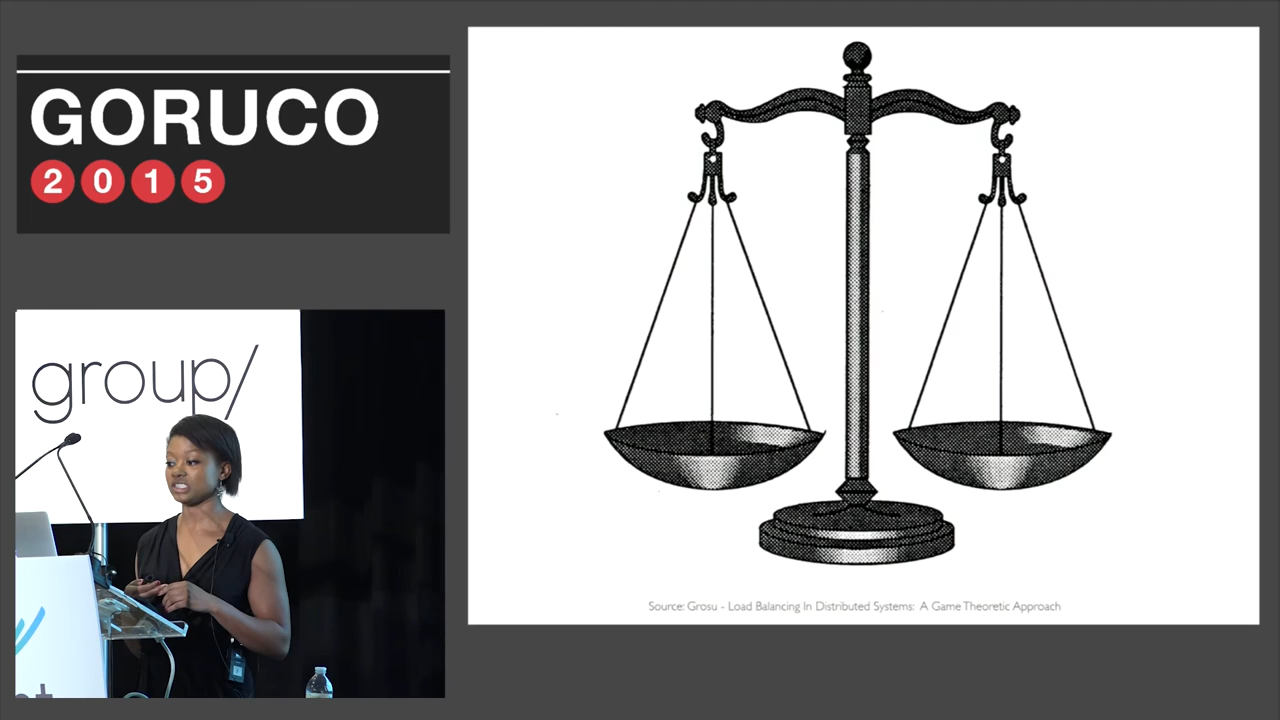 GORUCO
2015
group/
Source: Grosu - Load Balancing In Distributed Systems: A Game Theoretic Approach